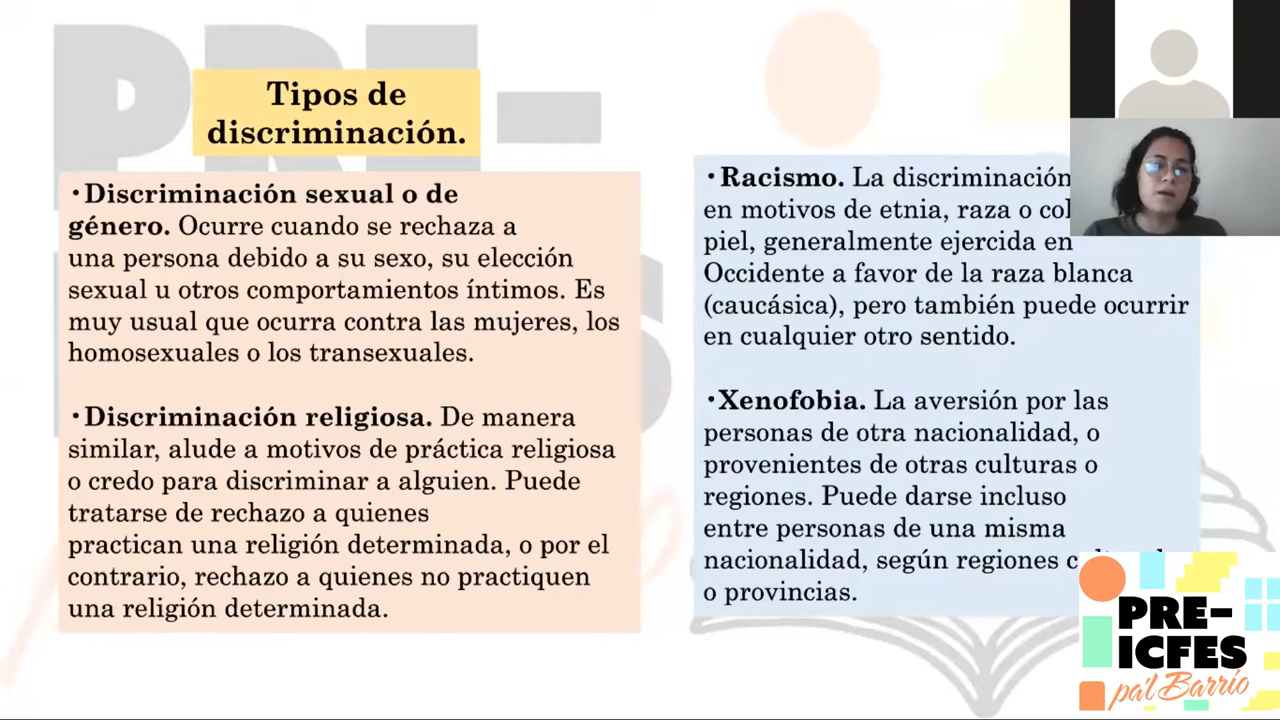 Tipos de
discriminación.
•Discriminación sexual o de
género. Ocurre cuando se rechaza a
una persona debido a su sexo, su elección
sexual u otros comportamientos íntimos. Es
muy usual que ocurra contra las mujeres, los
homosexuales o los transexuales.
•Discriminación religiosa. De manera
similar, alude a motivos de práctica religiosa
o credo para discriminar a alguien. Puede
tratarse de rechazo a quienes
practican una religión determinada, o por el
contrario, rechazo a quienes no practiquen
una religión determinada.
•Racismo. La discriminación
en motivos de etnia, raza o
piel, generalmente ejercida en
Occidente a favor de la raza blanca
(caucásica), pero también puede ocurrir
en cualquier otro sentido.
•Xenofobia. La aversión por las
personas de otra nacionalidad, o
provenientes de otras culturas o
regiones. Puede darse incluso
entre personas de una misma
nacionalidad, según regiones
o provincias.
PRE-
ICFES
pa'l Barrio